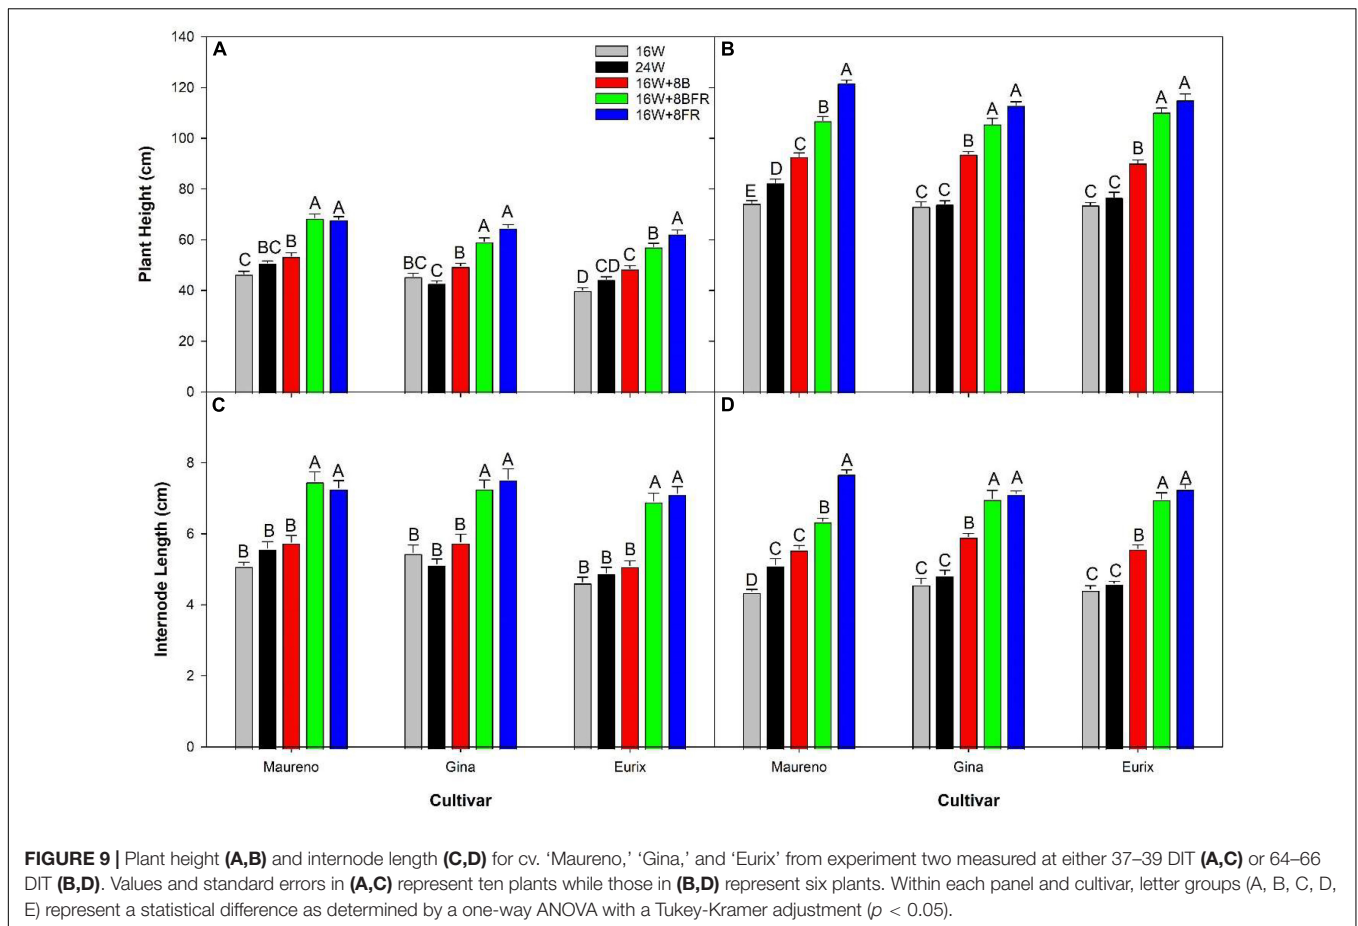 140
120
100
80
60
40
20
0
Plant Height (cm)
A
16W
24W
16W+8B
16W+8BFR
16W+8FR
C
BC
B
A
A
BC
C
B
A
A
D
CD
C
B
A
B
E
D
C
B
A
C
C
B
A
A
C
C
B
A
A
8
6
4
2
0
Internode Length (cm)
C
B
B
B
A
A
B
B
B
A
A
B
B
B
A
A
D
D
C
C
B
A
C
C
B
A
A
C
C
B
A
A
Maureno Gina Eurix
Cultivar
Maureno Gina Eurix
Cultivar
FIGURE 9 | Plant height (A,B) and internode length (C,D) for cv. ‘Maureno,’ ‘Gina,’ and ‘Eurix’ from experiment two measured at either 37–39 DIT (A,C) or 64–66
DIT (B,D). Values and standard errors in (A,C) represent ten plants while those in (B,D) represent six plants. Within each panel and cultivar, letter groups (A, B, C, D,
E) represent a statistical difference as determined by a one-way ANOVA with a Tukey-Kramer adjustment (p < 0.05).